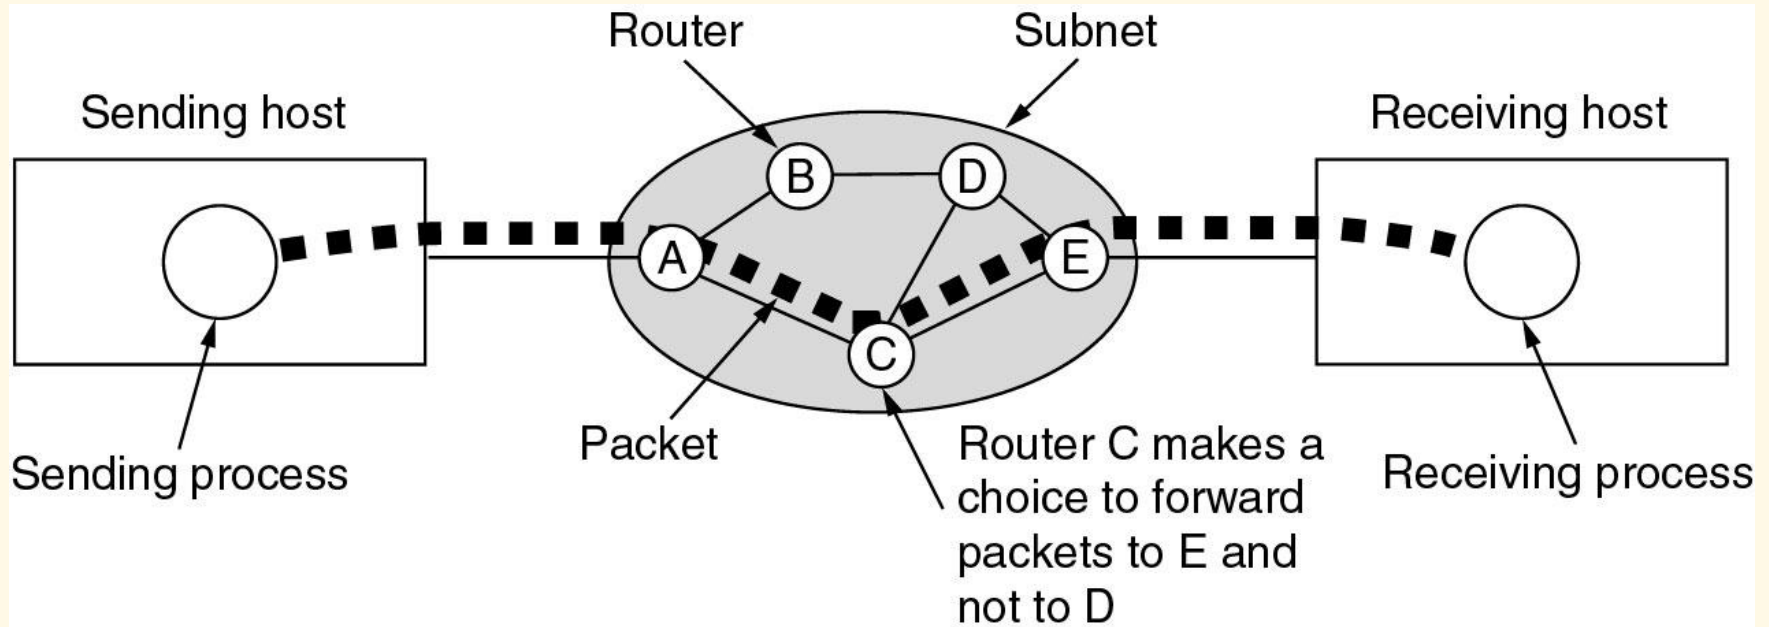 Router
Subnet
Sending host
Receiving host
B
D
A
E
C
Packet
Router C makes a
choice to forward
packets to E and
not to D
Sending process
Receiving process